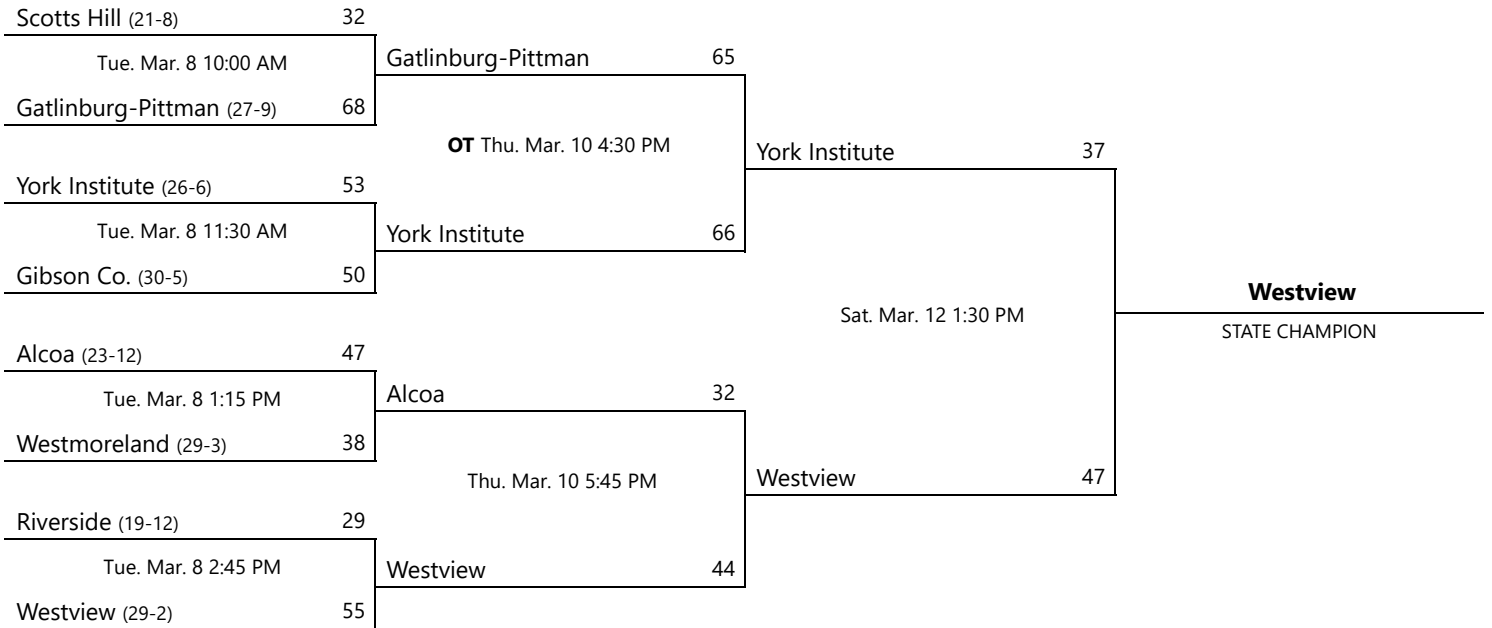 Scotts Hill (21-8) 32
Tue. Mar. 8 10:00 AM
Gatlinburg-Pittman (27-9) 68
Gatlinburg-Pittman 65
OT Thu. Mar. 10 4:30 PM
York Institute (26-6) 53
Tue. Mar. 8 11:30 AM
Gibson Co. (30-5) 50
York Institute 66
York Institute 37
Sat. Mar. 12 1:30 PM
Westview
STATE CHAMPION
Alcoa (23-12) 47
Tue. Mar. 8 1:15 PM
Westmoreland (29-3) 38
Alcoa 32
Thu. Mar. 10 5:45 PM
Westview 47
Riverside (19-12) 29
Tue. Mar. 8 2:45 PM
Westview (29-2) 55
Westview 44